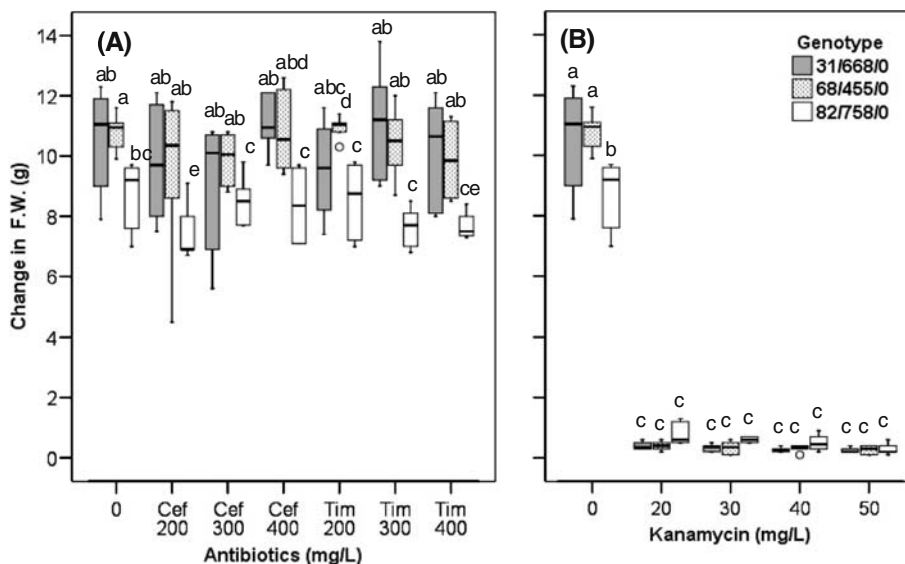 (A)
(B)
Genotype
31/668/0
68/455/0
82/758/0
Change in F.W. (g)
14
12
10
8
6
4
2
0
ab a bc
ab ab e
ab ab c
ab abd c
abc d c
ab ab c
ab ab ce
a a b
c c c
c c c
c c c
c c c
0 Cef Cef Cef Tim Tim Tim
200 300 400 200 300 400
Antibiotics (mg/L)
0 20 30 40 50
Kanamycin (mg/L)